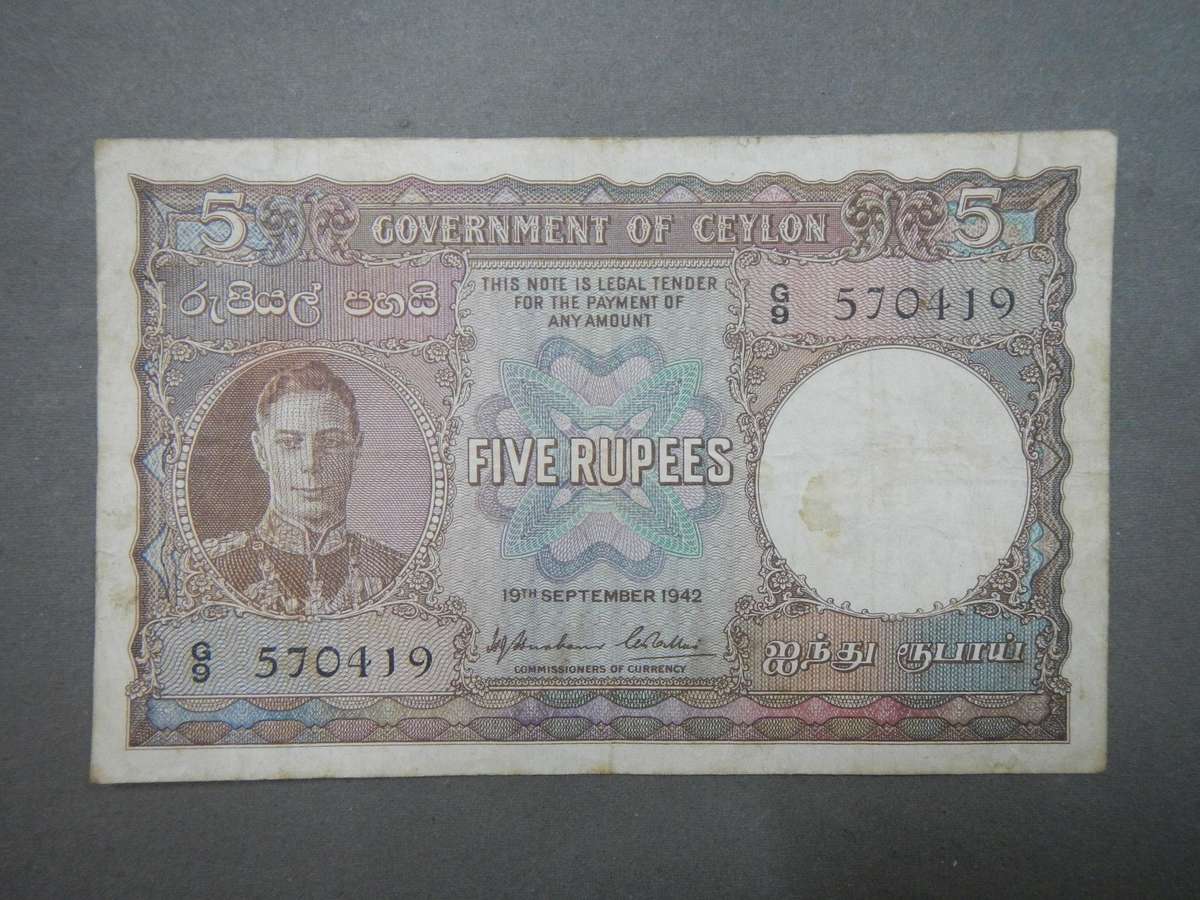 5 GOVERNMENT OF CEYLON 5
රුපියල් පහයි
THIS NOTE IS LEGAL TENDER
FOR THE PAYMENT OF
ANY AMOUNT
G/9 570419
FIVE RUPEES
19TH SEPTEMBER 1942
COMMISSIONERS OF CURRENCY
G/9 570419
ஐந்து ரூபாய்